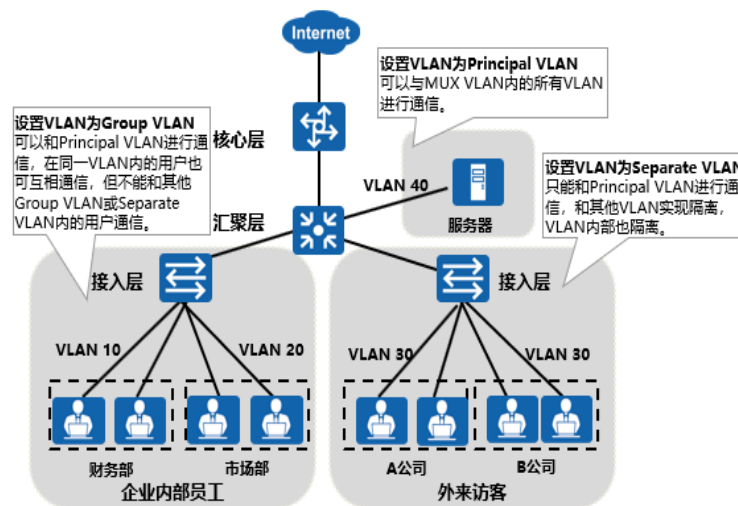 Internet
设置VLAN为Principal VLAN
可以与MUX VLAN内的所有VLAN
进行通信。
设置VLAN为Group VLAN
可以和Principal VLAN进行通
信，在同一VLAN内的用户也
可互相通信，但不能和其他
Group VLAN或Separate
VLAN内的用户通信。
核心层
设置VLAN为Separate VLAN
只能和Principal VLAN进行通
信，和其他VLAN实现隔离，
VLAN内部也隔离。
VLAN 40
服务器
汇聚层
接入层
接入层
VLAN 10
VLAN 20
VLAN 30
VLAN 30
财务部
市场部
A公司
B公司
企业内部员工
外来访客